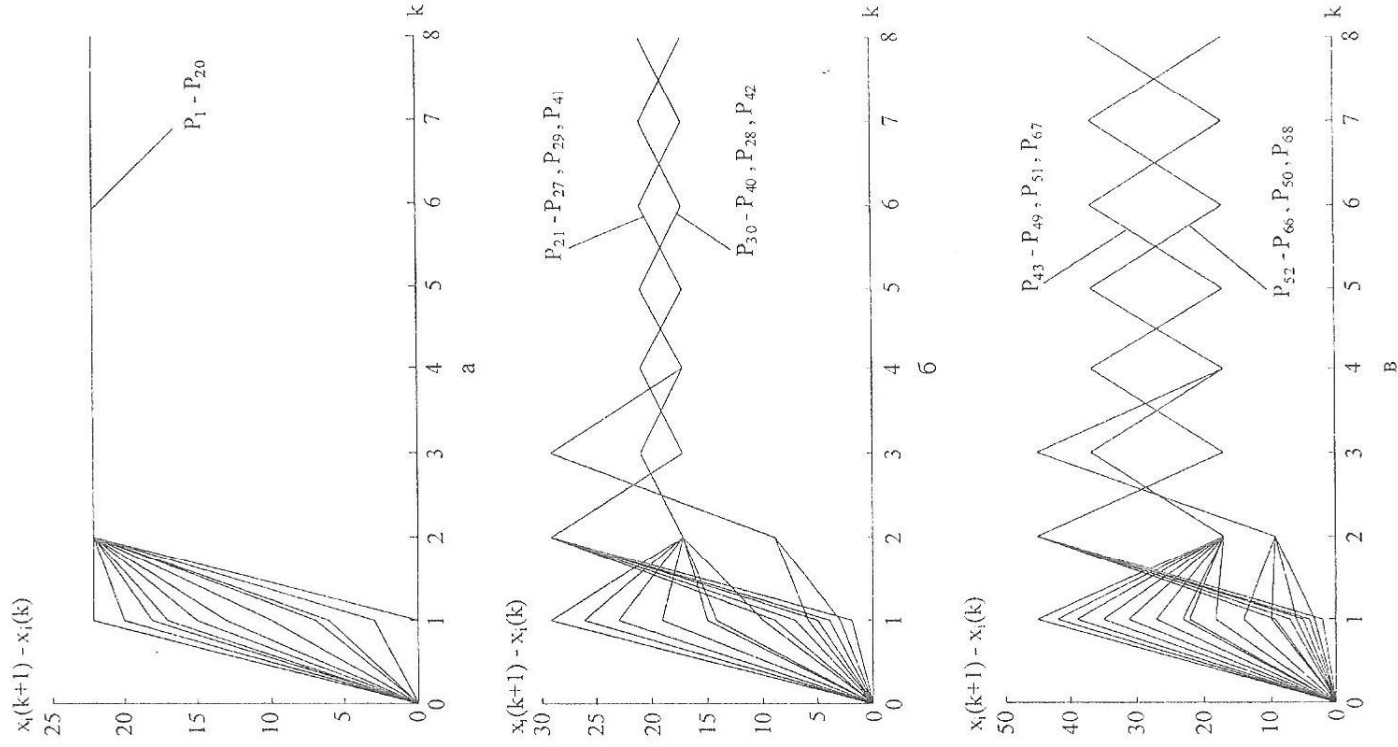 x_i(k+1) – x_i(k)
25
20
15
10
5
0
P_1 - P_20
0 1 2 3 4 5 6 7 8 k
а
x_i(k+1) – x_i(k)
30
25
20
15
10
5
0
P_21 - P_27 , P_29 , P_41
P_30 - P_40 , P_28 , P_42
0 1 2 3 4 5 6 7 8 k
б
x_i(k+1) – x_i(k)
50
40
30
20
10
0
P_43 - P_49 , P_51 , P_67
P_52 - P_66 , P_50 , P_68
0 1 2 3 4 5 6 7 8 k
в